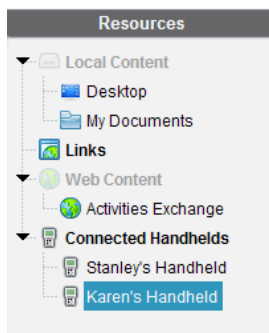 Resources
Local Content
Desktop
My Documents
Links
Web Content
Activities Exchange
Connected Handhelds
Stanley's Handheld
Karen's Handheld